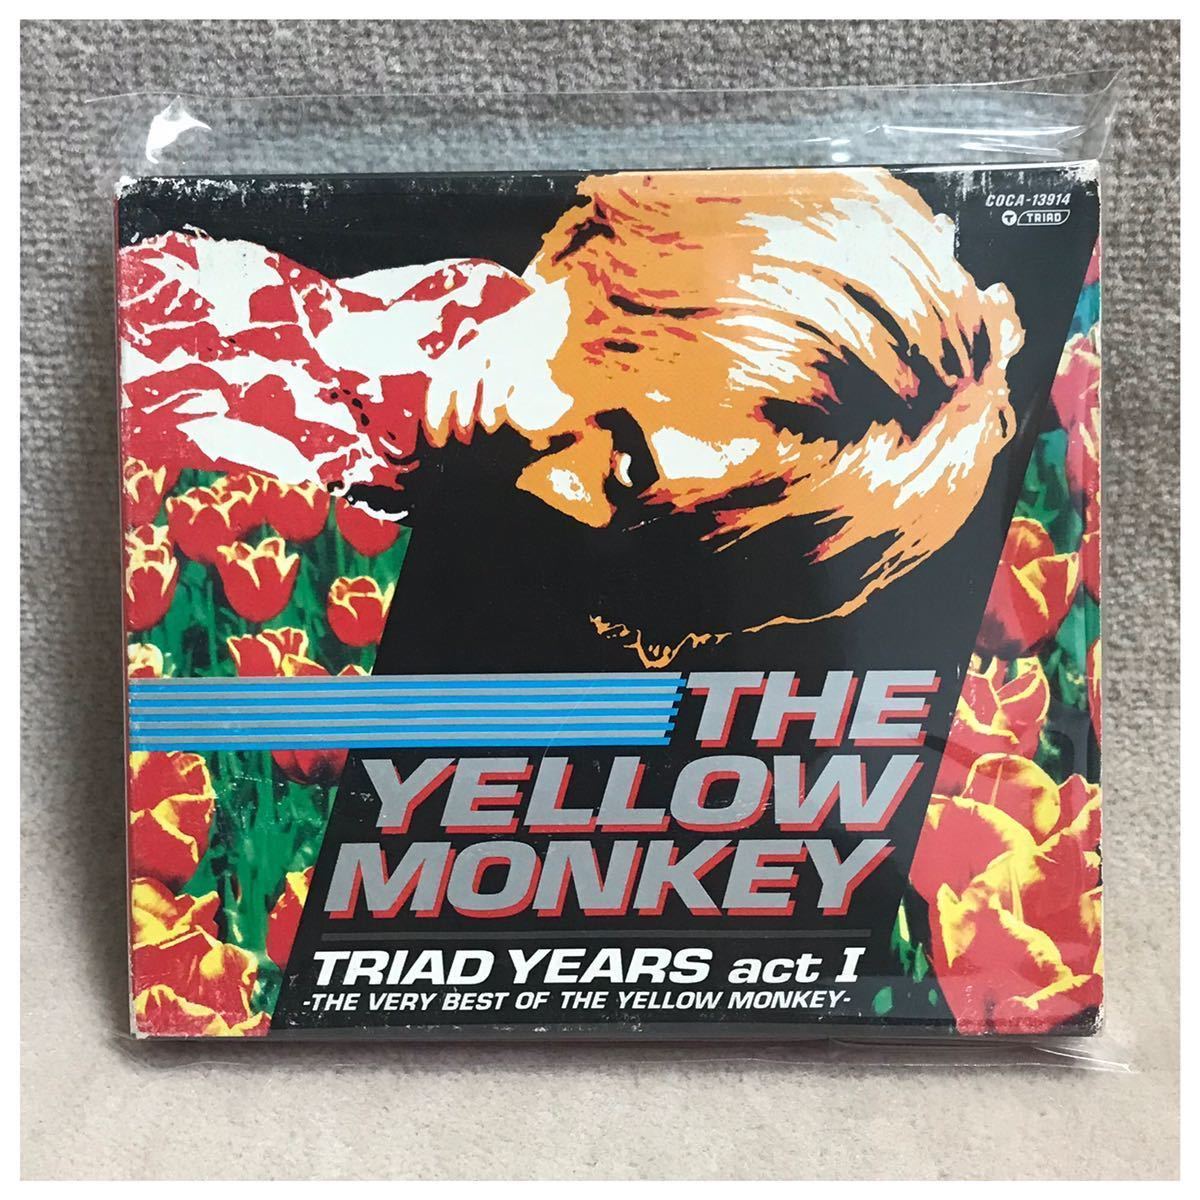 COCA-13914
T TRIAD
THE
YELLOW
MONKEY
TRIAD YEARS act I
-THE VERY BEST OF THE YELLOW MONKEY-